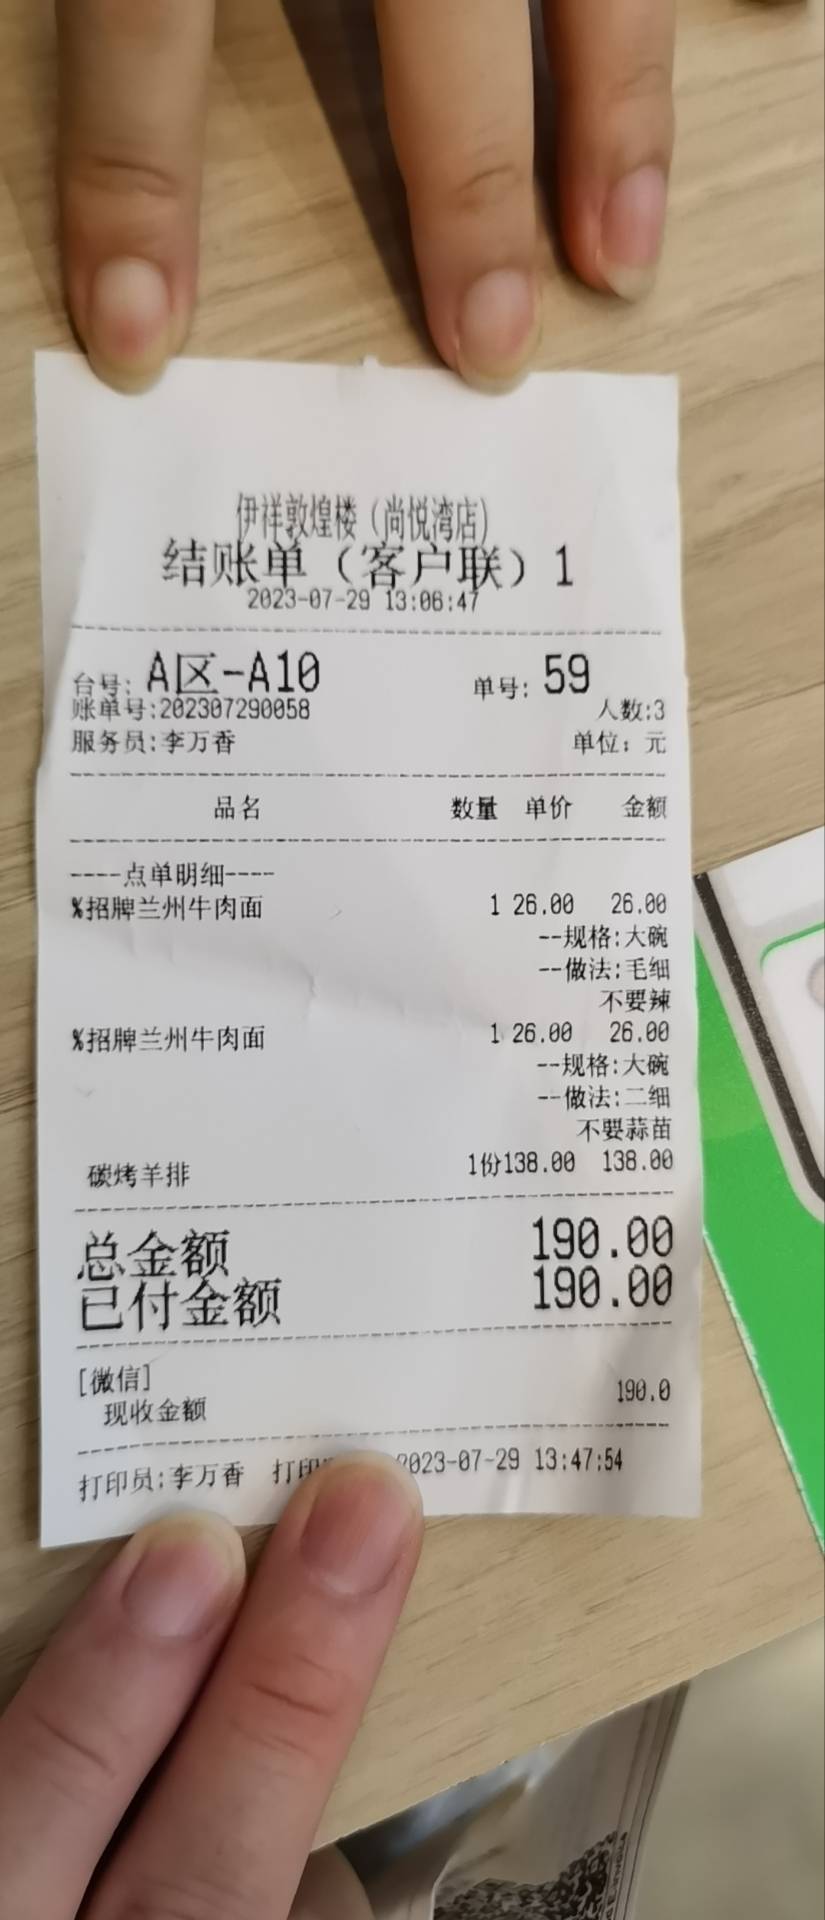 伊祥敦煌楼（尚悦湾店）
结账单（客户联）1
2023-07-29 13:06:47
台号: A区-A10 单号: 59
账单号:202307290058 人数:3
服务员:李万香 单位: 元
品名 数量 单价 金额
----点单明细----
%招牌兰州牛肉面 1 26.00 26.00
--规格:大碗
--做法:毛细
不要辣
%招牌兰州牛肉面 1 26.00 26.00
--规格:大碗
--做法:二细
不要蒜苗
碳烤羊排 1份138.00 138.00
总金额 190.00
已付金额 190.00
[微信]
现收金额 190.0
打印员:李万香 打印 2023-07-29 13:47:54